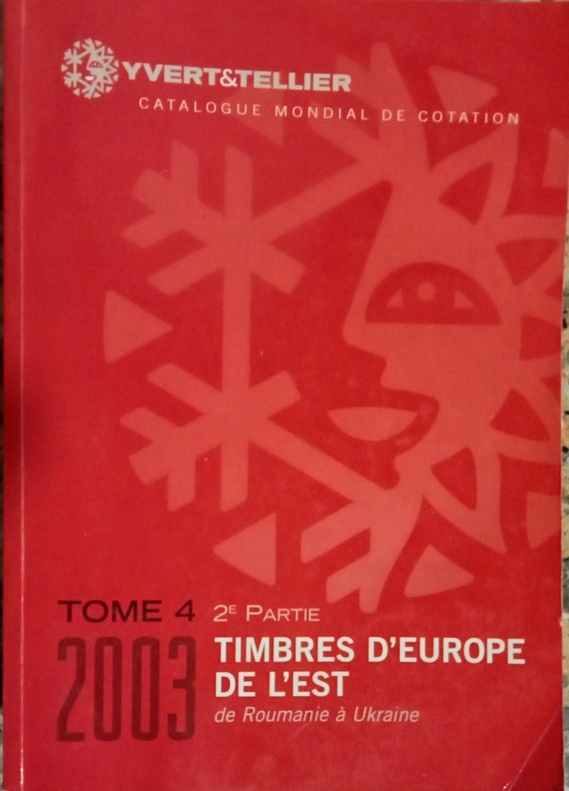 YVERT&TELLIER
CATALOGUE MONDIAL DE COTATION
TOME 4 2E PARTIE
2003 TIMBRES D'EUROPE
DE L'EST
de Roumanie à Ukraine